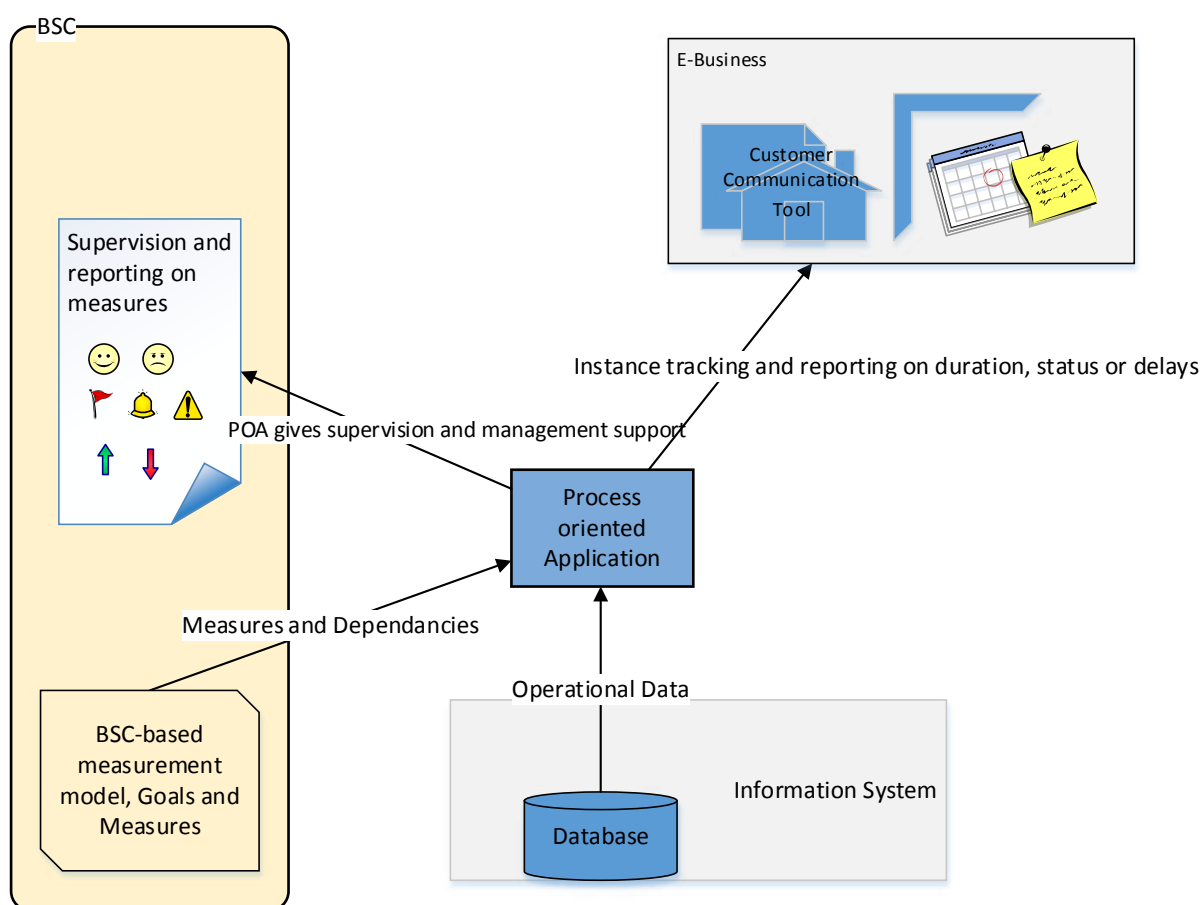 BSC
E-Business
Customer
Communication
Tool
Supervision and
reporting on
measures
Instance tracking and reporting on duration, status or delays
POA gives supervision and management support
Process
oriented
Application
Measures and Dependancies
Operational Data
BSC-based
measurement
model, Goals and
Measures
Information System
Database